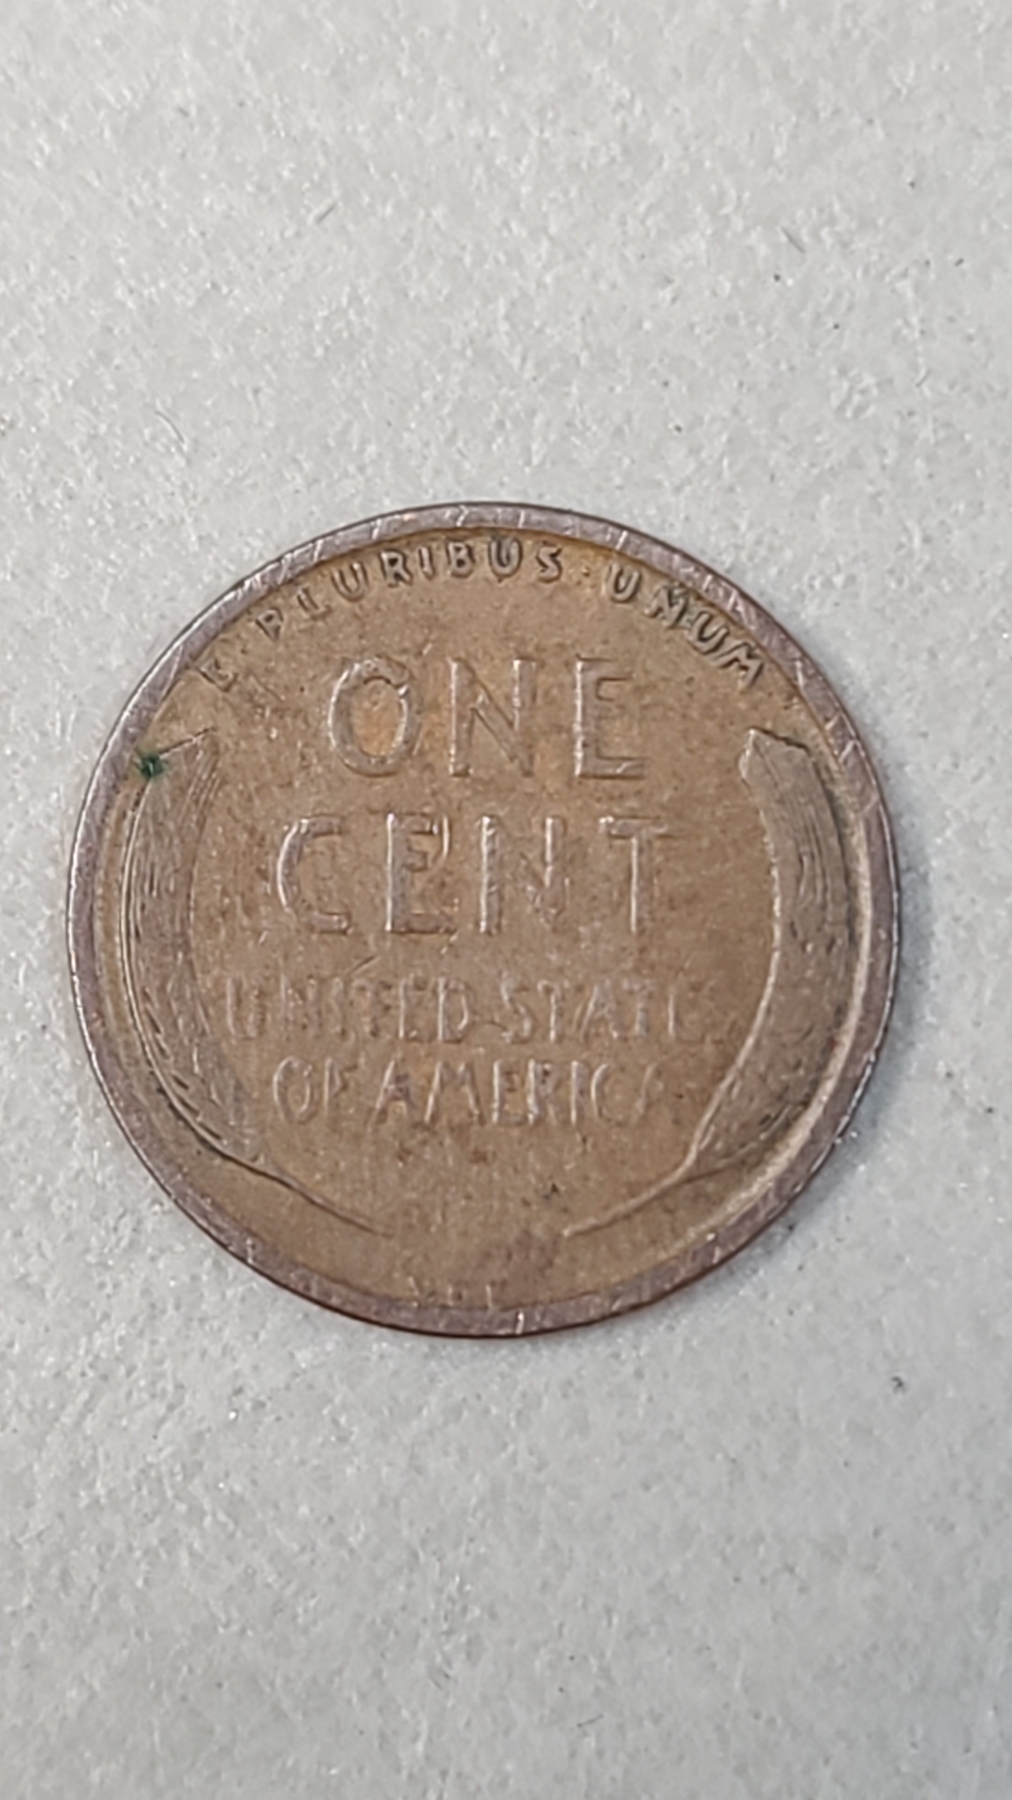 E·PLURIBUS·UNUM
ONE
CENT
UNITED STATES
OF AMERICA